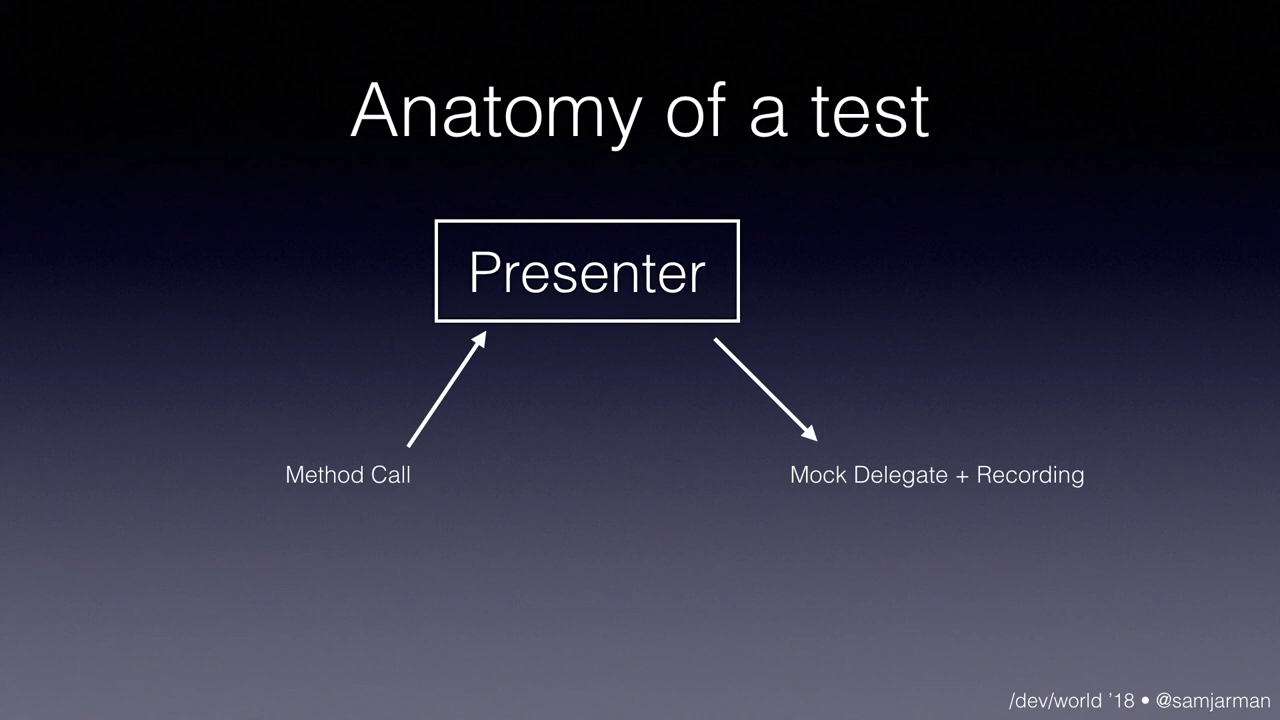 Anatomy of a test
Presenter
Method Call
Mock Delegate + Recording
/dev/world ’18 • @samjarman